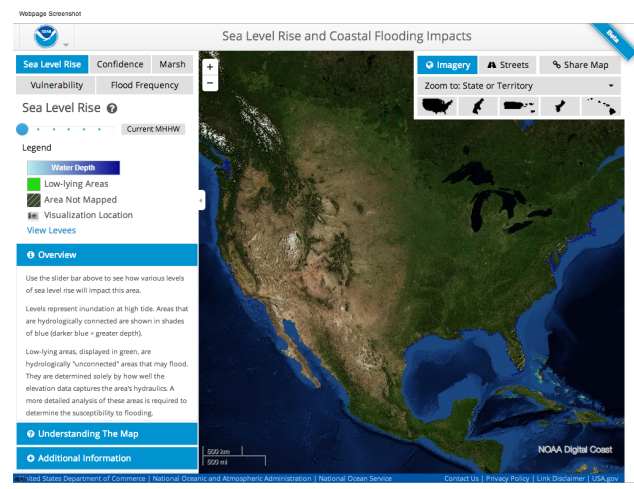 Webpage Screenshot
NOAA
Sea Level Rise and Coastal Flooding Impacts
Beta
Sea Level Rise Confidence Marsh
Vulnerability Flood Frequency
Sea Level Rise ?
Current MHHW
Legend
Water Depth
Low-lying Areas
Area Not Mapped
Visualization Location
View Levees
Overview
Use the slider bar above to see how various levels
of sea level rise will impact this area.
Levels represent inundation at high tide. Areas that
are hydrologically connected are shown in shades
of blue (darker blue = greater depth).
Low-lying areas, displayed in green, are
hydrologically "unconnected" areas that may flood.
They are determined solely by how well the
elevation data captures the area's hydraulics. A
more detailed analysis of these areas is required to
determine the susceptibility to flooding.
? Understanding The Map
Additional Information
+
−
Imagery Streets Share Map
Zoom to: State or Territory
500 km
500 mi
NOAA Digital Coast
United States Department of Commerce | National Oceanic and Atmospheric Administration | National Ocean Service
Contact Us | Privacy Policy | Link Disclaimer | USA.gov